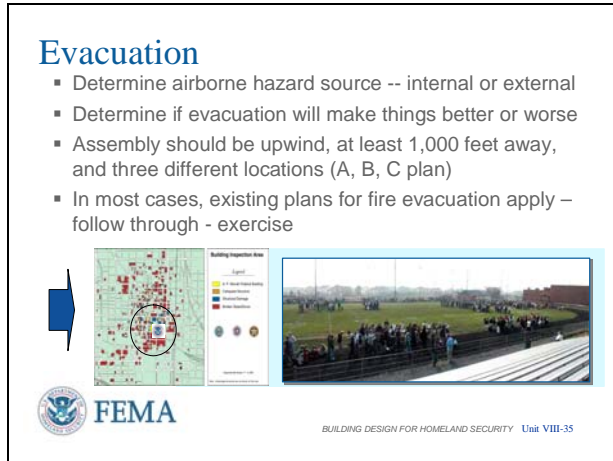 Evacuation
▪ Determine airborne hazard source -- internal or external
▪ Determine if evacuation will make things better or worse
▪ Assembly should be upwind, at least 1,000 feet away,
and three different locations (A, B, C plan)
▪ In most cases, existing plans for fire evacuation apply –
follow through - exercise
Building Inspection Area
Legend
FEMA
BUILDING DESIGN FOR HOMELAND SECURITY Unit VIII-35